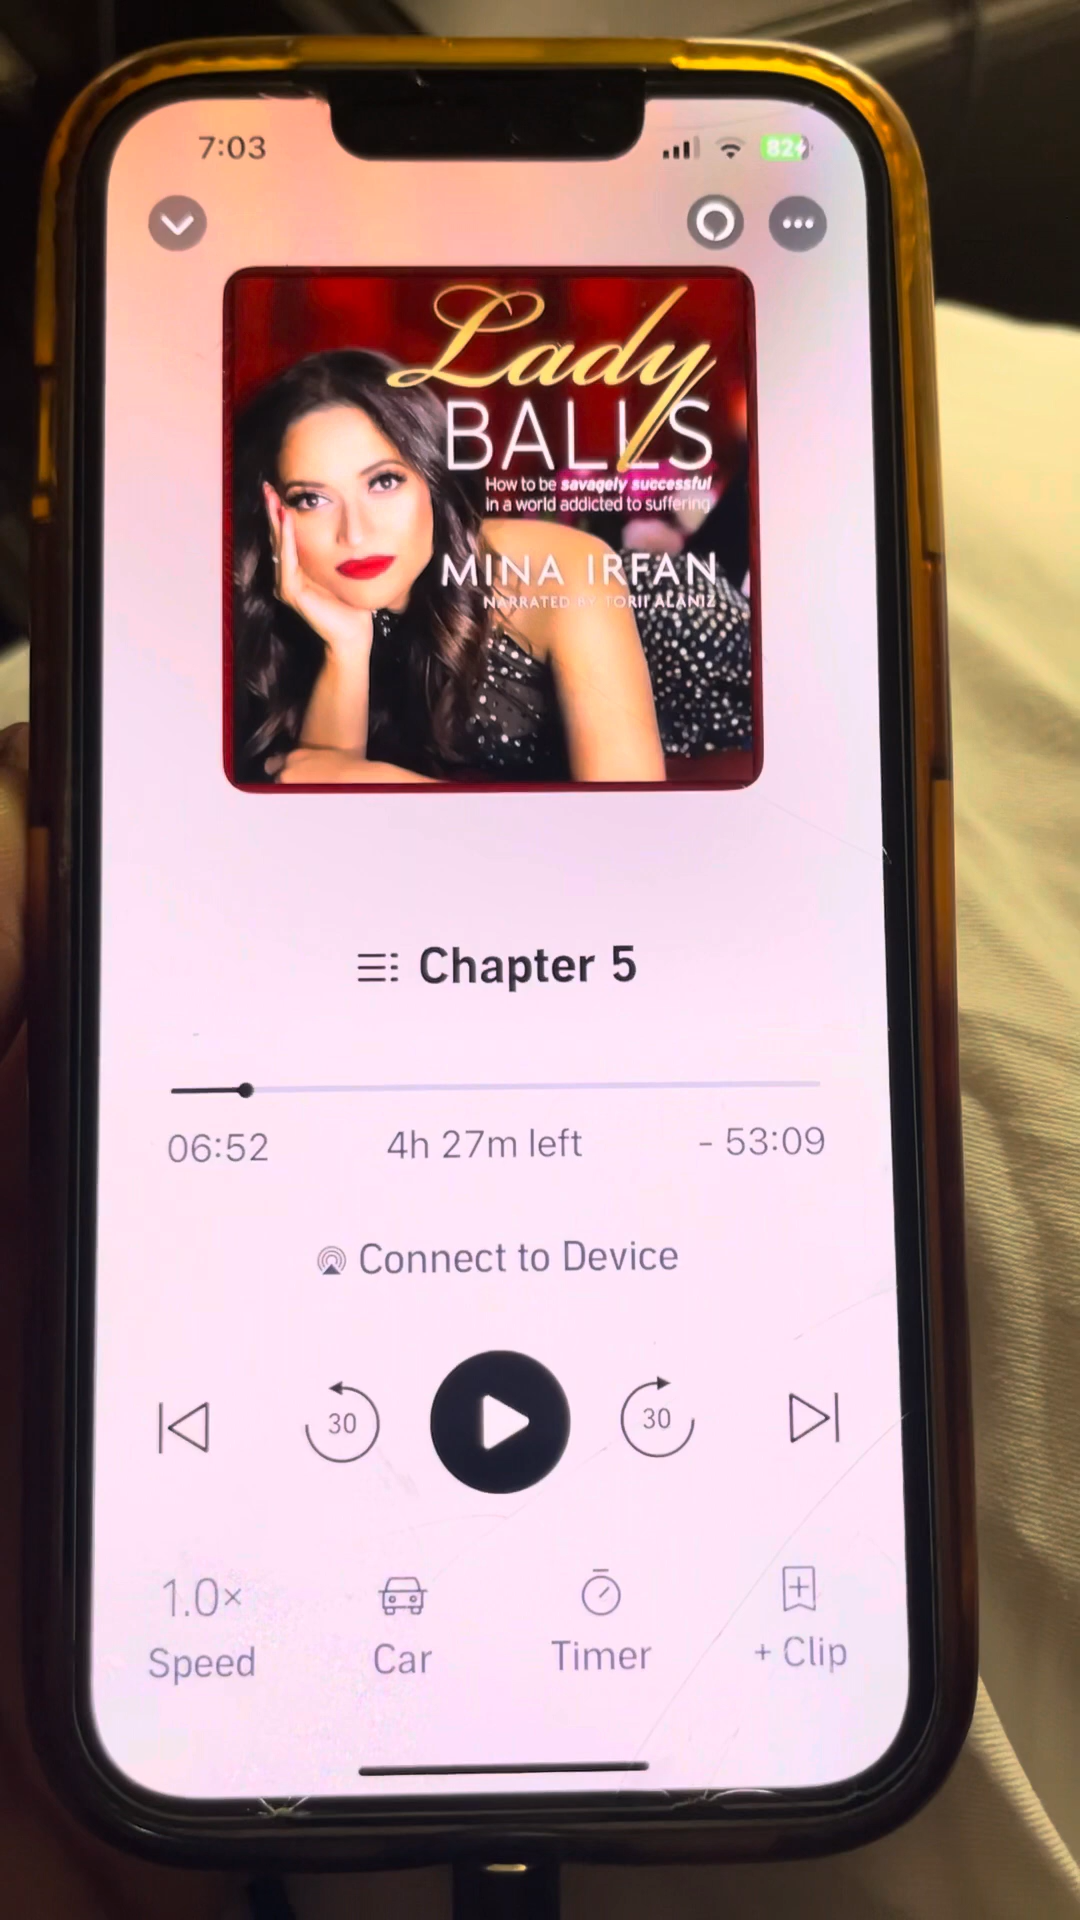 7:03
82
Lady
BALLS
How to be savagely successful
in a world addicted to suffering
MINA IRFAN
NARRATED BY TORII ALANIZ
Chapter 5
06:52 4h 27m left - 53:09
Connect to Device
30 30
1.0×
Speed Car Timer + Clip